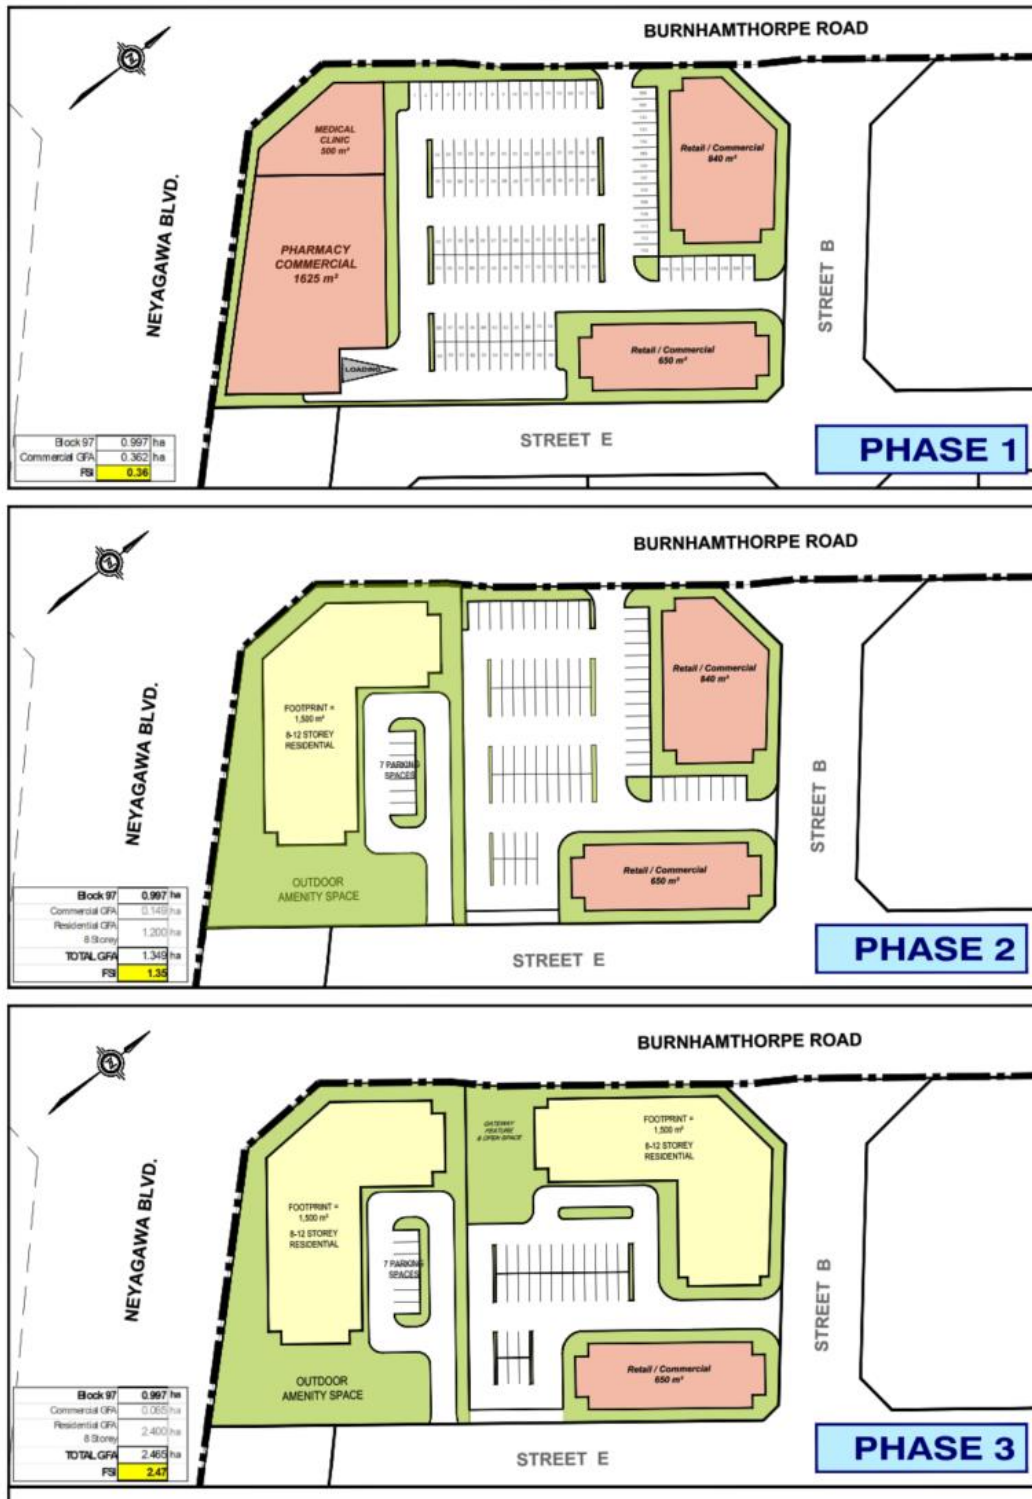 BURNHAMTHORPE ROAD
NEYAGAWA BLVD.
MEDICAL
CLINIC
500 m²
PHARMACY
COMMERCIAL
1625 m²
LOADING
Retail / Commercial
840 m²
Retail / Commercial
650 m²
STREET B
STREET E
Block 97 0.997 ha
Commercial GFA 0.362 ha
FSI 0.36
PHASE 1
BURNHAMTHORPE ROAD
NEYAGAWA BLVD.
FOOTPRINT =
1,500 m²
8-12 STOREY
RESIDENTIAL
7 PARKING
SPACES
OUTDOOR
AMENITY SPACE
Retail / Commercial
840 m²
Retail / Commercial
650 m²
STREET B
STREET E
Block 97 0.997 ha
Commercial GFA 0.149 ha
Residential GFA
8 Storey 1.200 ha
TOTAL GFA 1.349 ha
FSI 1.35
PHASE 2
BURNHAMTHORPE ROAD
NEYAGAWA BLVD.
FOOTPRINT =
1,500 m²
8-12 STOREY
RESIDENTIAL
7 PARKING
SPACES
OUTDOOR
AMENITY SPACE
GATEWAY
FEATURE
& OPEN SPACE
FOOTPRINT =
1,500 m²
8-12 STOREY
RESIDENTIAL
Retail / Commercial
650 m²
STREET B
STREET E
Block 97 0.997 ha
Commercial GFA 0.065 ha
Residential GFA
8 Storey 2.400 ha
TOTAL GFA 2.465 ha
FSI 2.47
PHASE 3